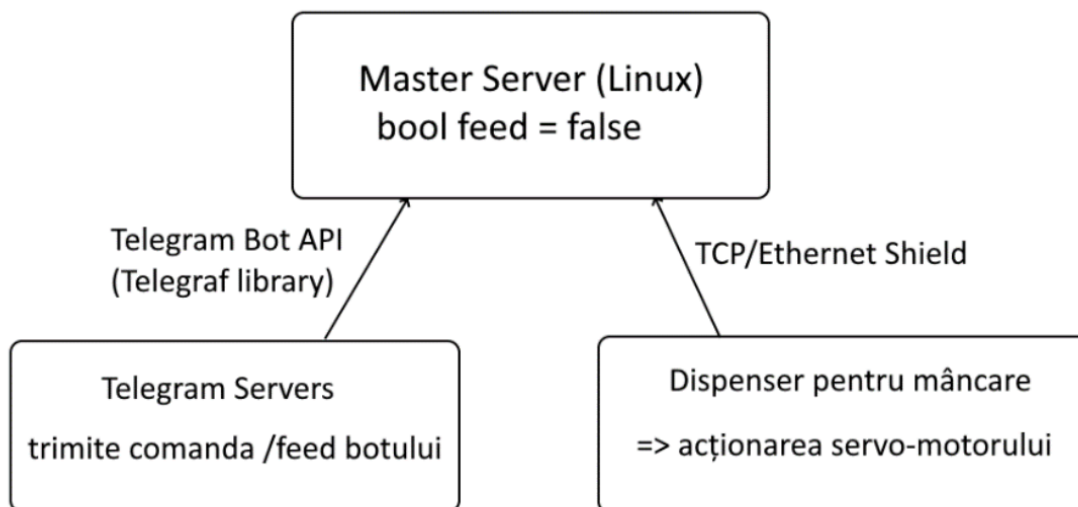 Master Server (Linux)
bool feed = false
Telegram Bot API
(Telegraf library)
TCP/Ethernet Shield
Telegram Servers
trimite comanda /feed botului
Dispenser pentru mâncare
=> acționarea servo-motorului